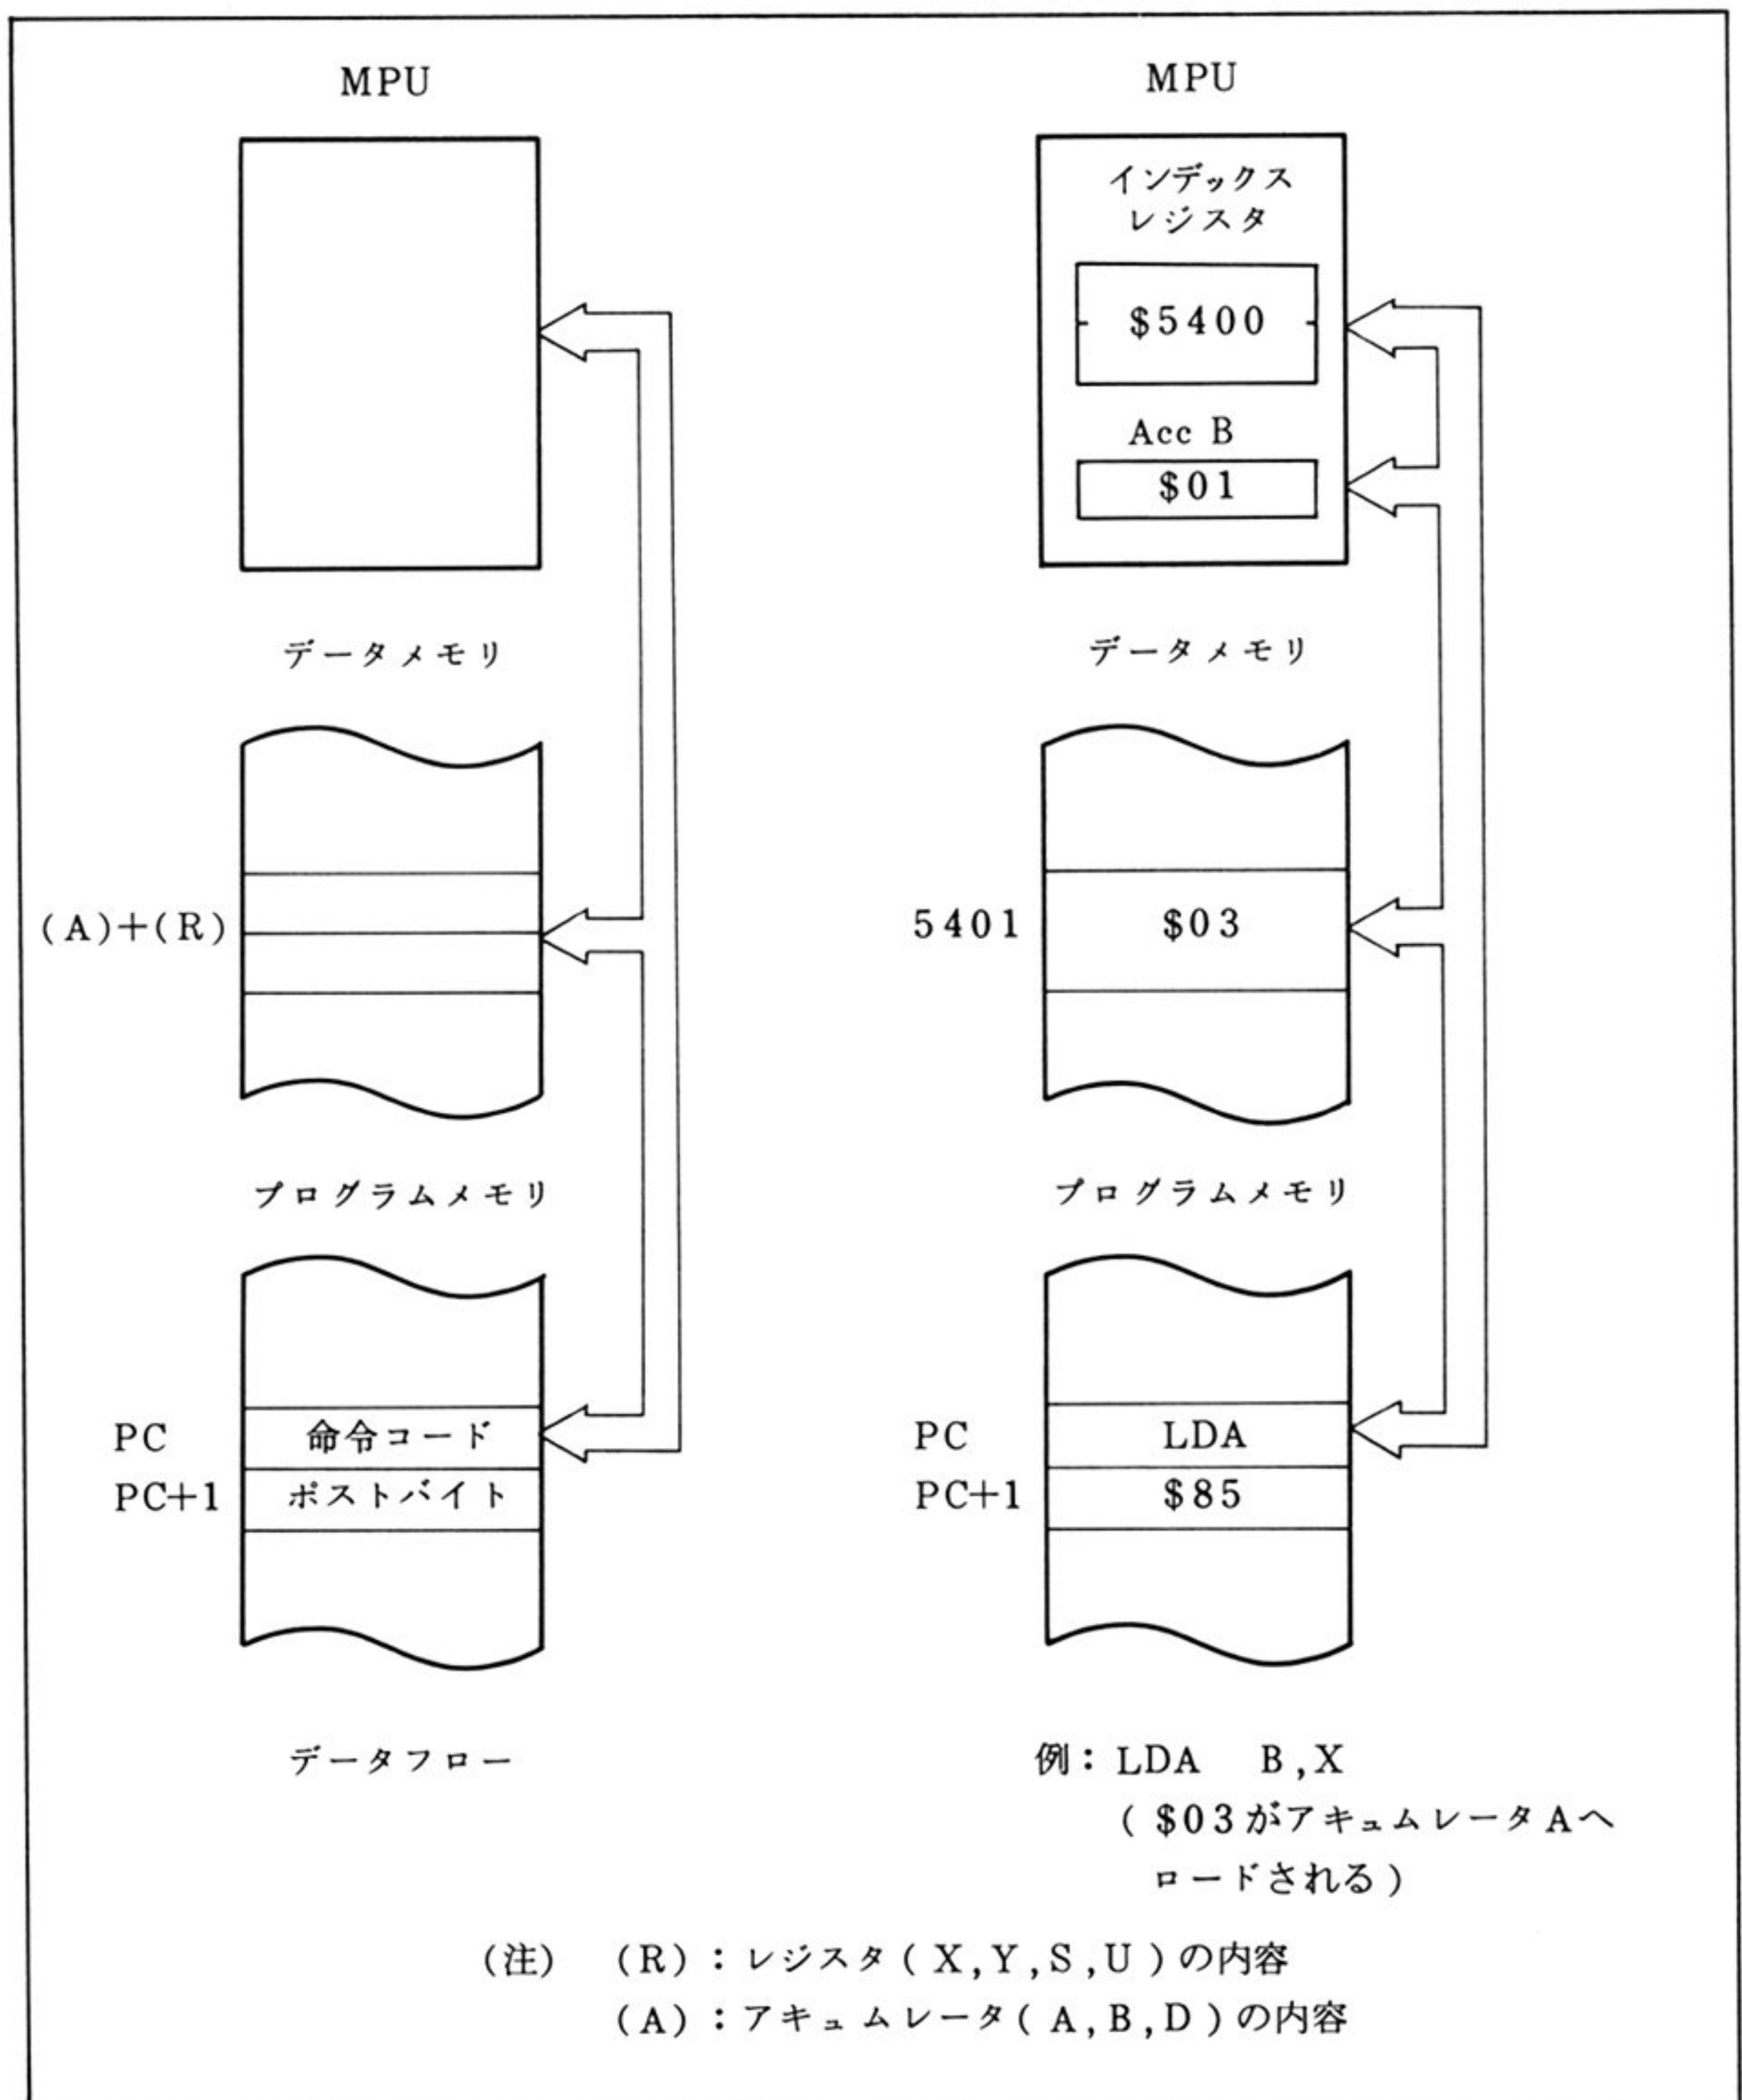 MPU
データメモリ
(A)+(R)
プログラムメモリ
PC 命令コード
PC+1 ポストバイト
データフロー
MPU
インデックス
レジスタ
$5400
Acc B
$01
データメモリ
5401 $03
プログラムメモリ
PC LDA
PC+1 $85
例：LDA B,X
($03がアキュムレータAへ
ロードされる)
(注) (R)：レジスタ(X,Y,S,U)の内容
(A)：アキュムレータ(A,B,D)の内容